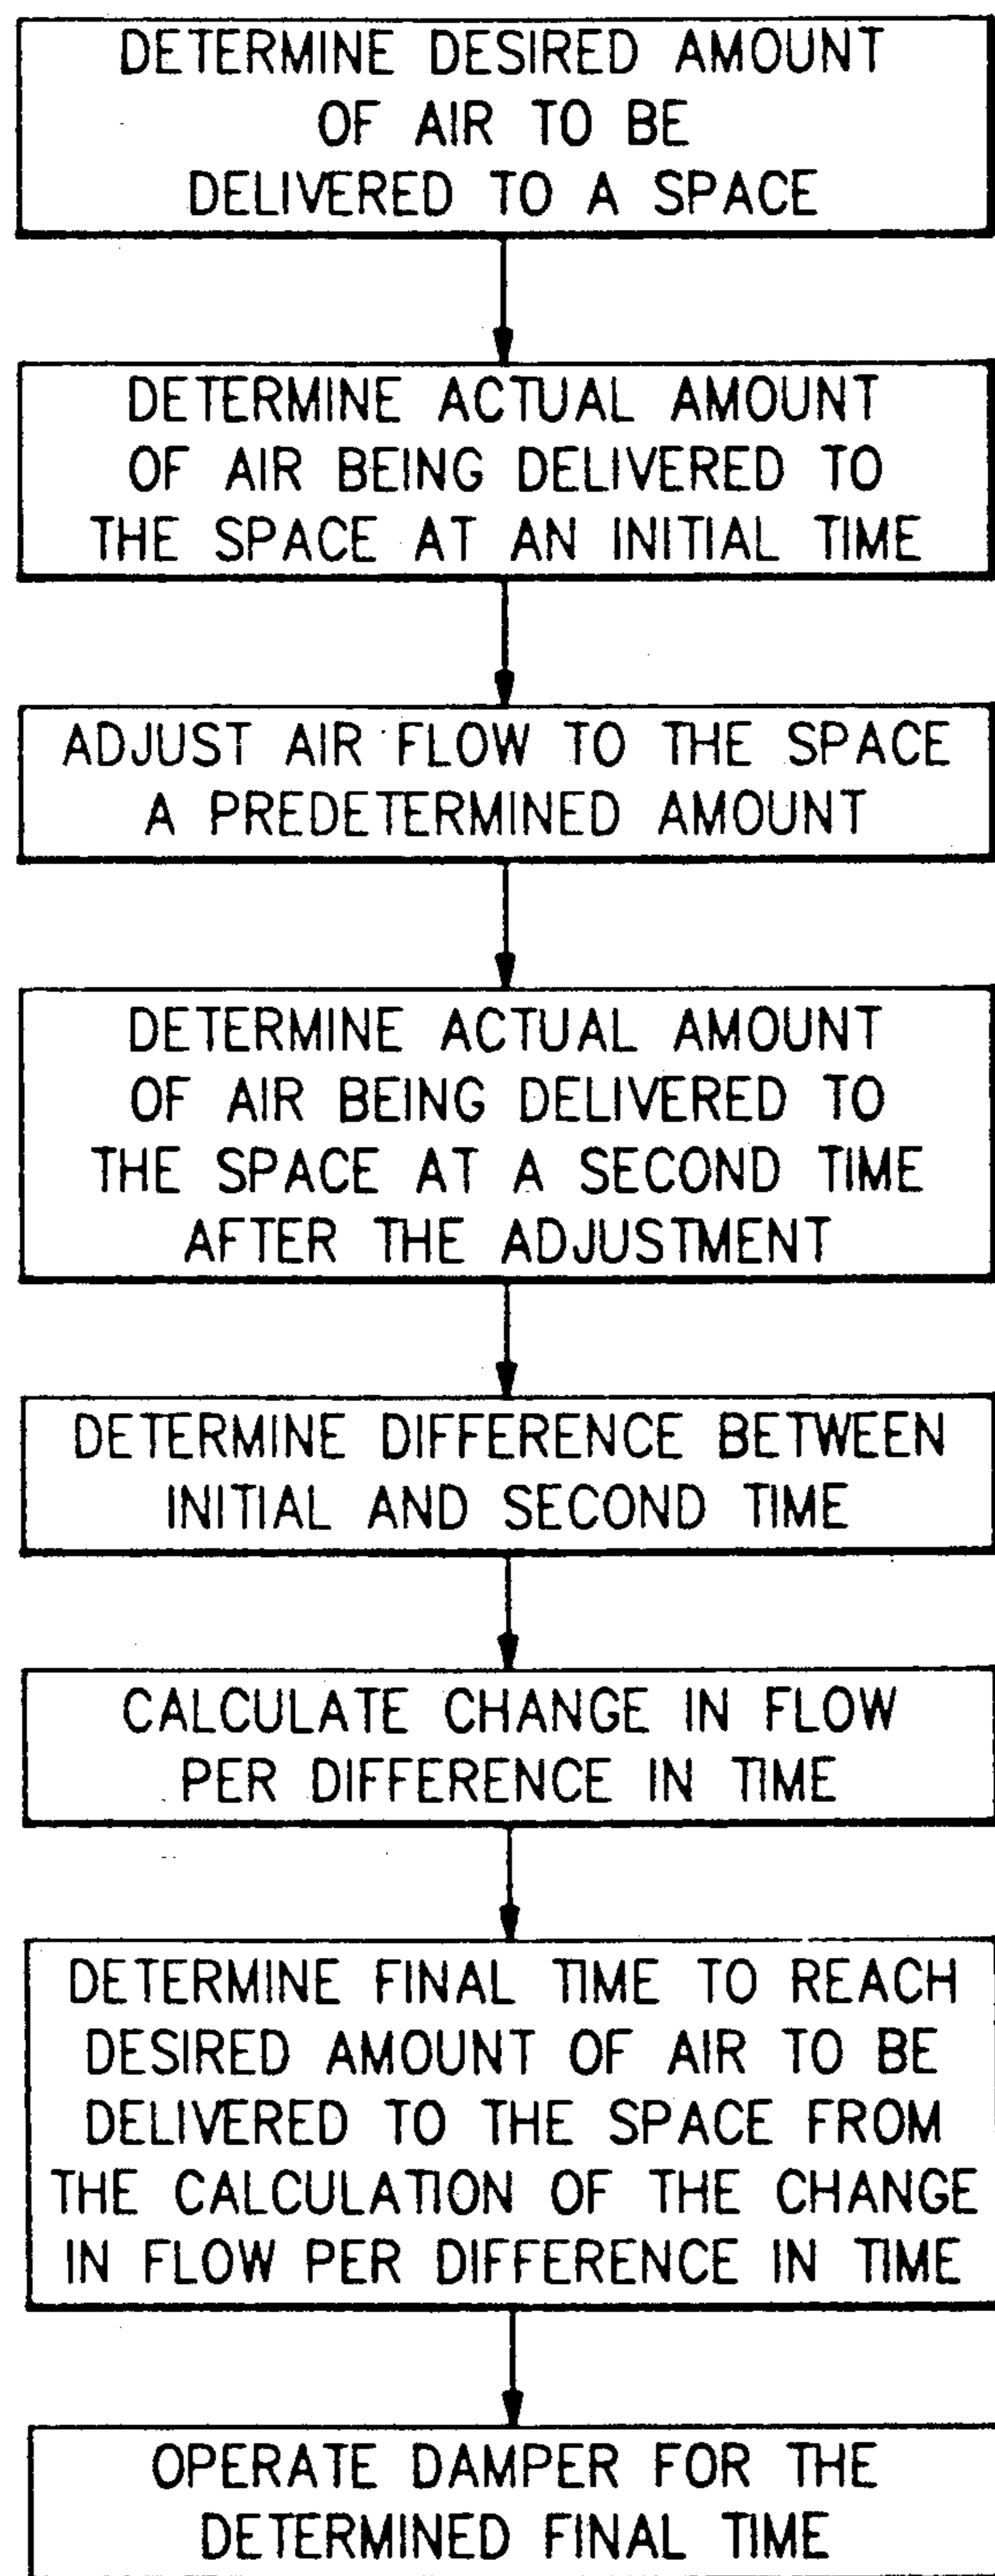 DETERMINE DESIRED AMOUNT
OF AIR TO BE
DELIVERED TO A SPACE
DETERMINE ACTUAL AMOUNT
OF AIR BEING DELIVERED TO
THE SPACE AT AN INITIAL TIME
ADJUST AIR FLOW TO THE SPACE
A PREDETERMINED AMOUNT
DETERMINE ACTUAL AMOUNT
OF AIR BEING DELIVERED TO
THE SPACE AT A SECOND TIME
AFTER THE ADJUSTMENT
DETERMINE DIFFERENCE BETWEEN
INITIAL AND SECOND TIME
CALCULATE CHANGE IN FLOW
PER DIFFERENCE IN TIME
DETERMINE FINAL TIME TO REACH
DESIRED AMOUNT OF AIR TO BE
DELIVERED TO THE SPACE FROM
THE CALCULATION OF THE CHANGE
IN FLOW PER DIFFERENCE IN TIME
OPERATE DAMPER FOR THE
DETERMINED FINAL TIME